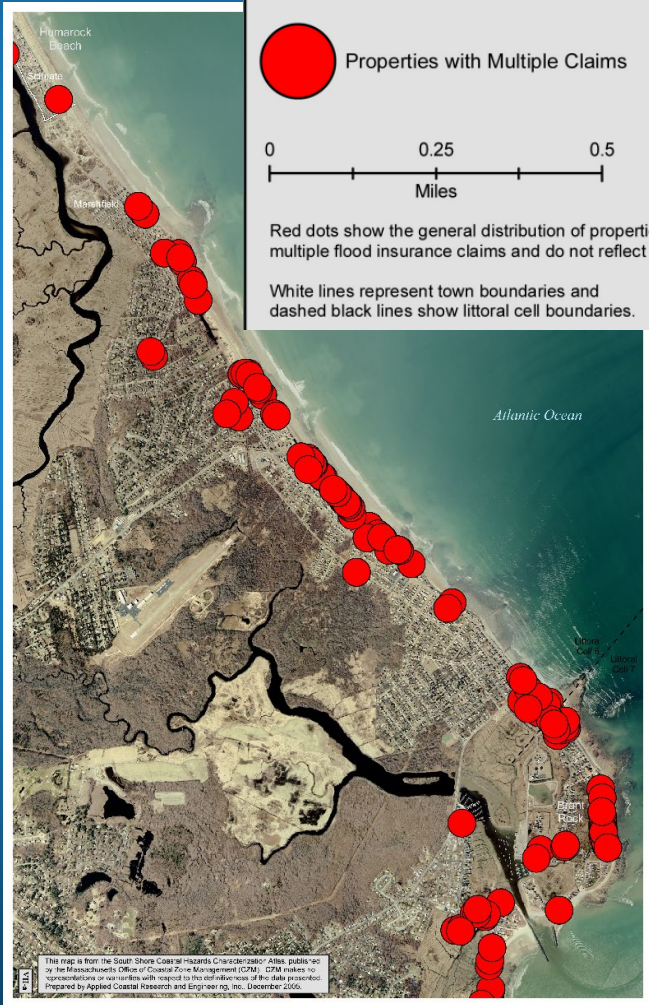 Humarock
Beach
Scituate
Properties with Multiple Claims
0 0.25 0.5
Miles
Red dots show the general distribution of properti
multiple flood insurance claims and do not reflect
White lines represent town boundaries and
dashed black lines show littoral cell boundaries.
Marshfield
Atlantic Ocean
Littoral
Cell 6
Littoral
Cell 7
Brant
Rock
This map is from the South Shore Coastal Hazards Characterization Atlas, published
by the Massachusetts Office of Coastal Zone Management (CZM). CZM makes no
representations or warranties with respect to the definitiveness of the data presented.
Prepared by Applied Coastal Research and Engineering, Inc., December 2005.